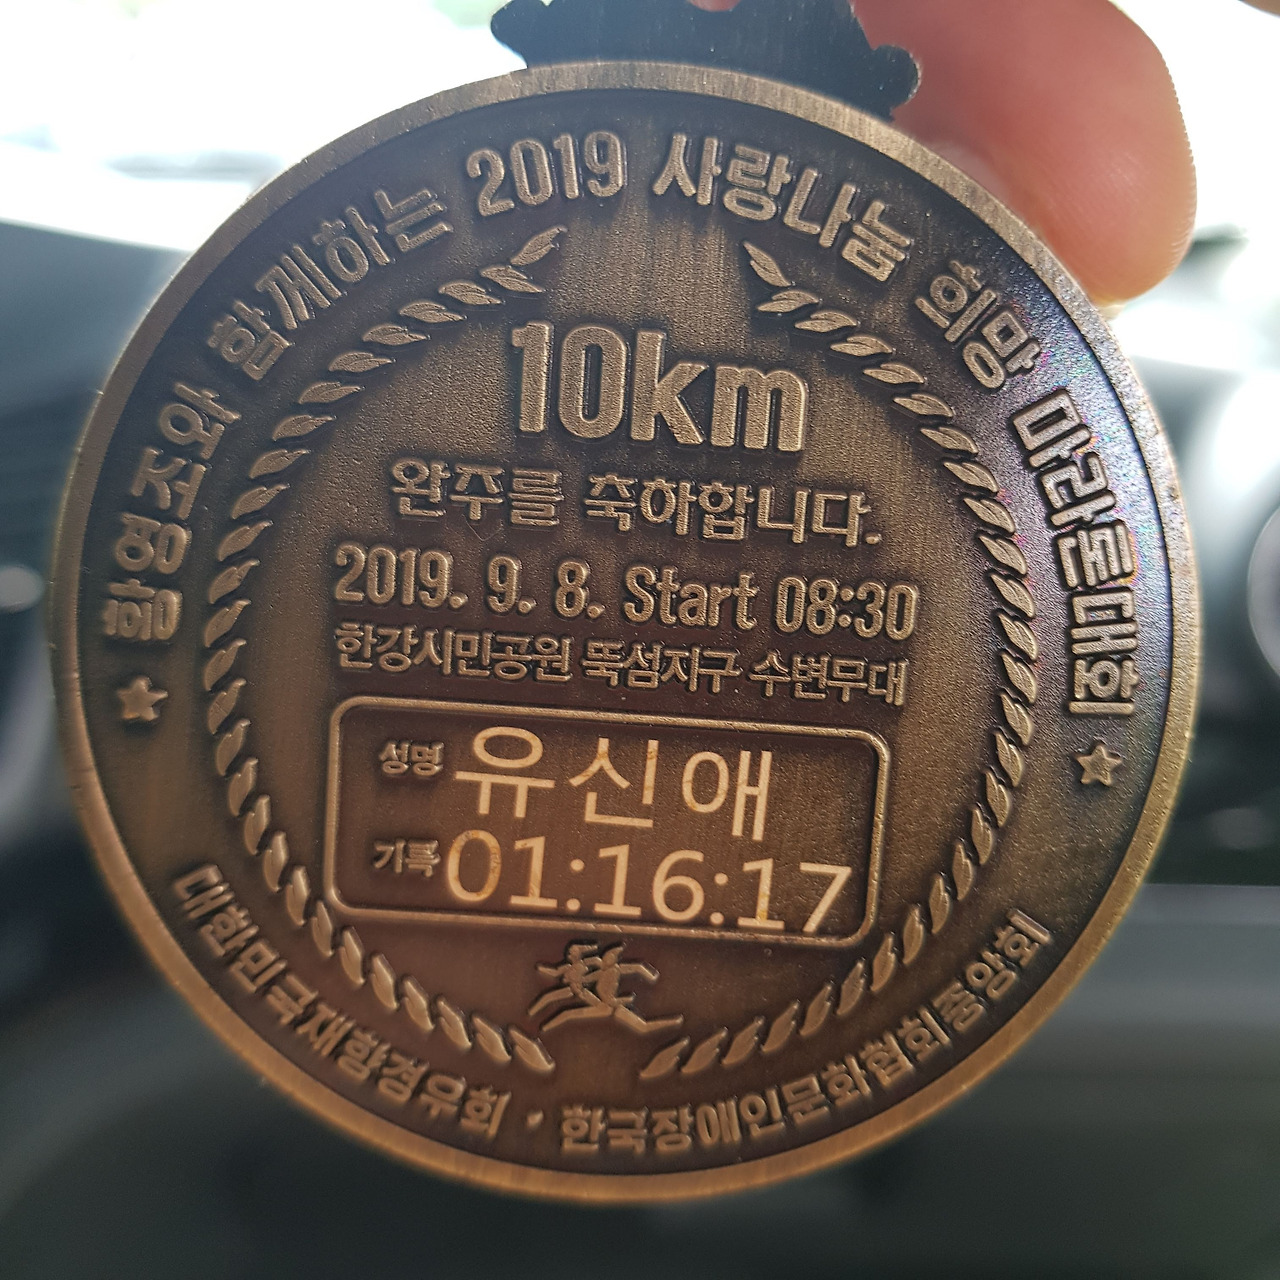 황영조와 함께하는 2019 사랑나눔 희망 마라톤대회
10km
완주를 축하합니다.
2019. 9. 8. Start 08:30
한강시민공원 뚝섬지구 수변무대
성명 유신애
기록 01:16:17
대한민국재향경우회 · 한국장애인문화협회중앙회